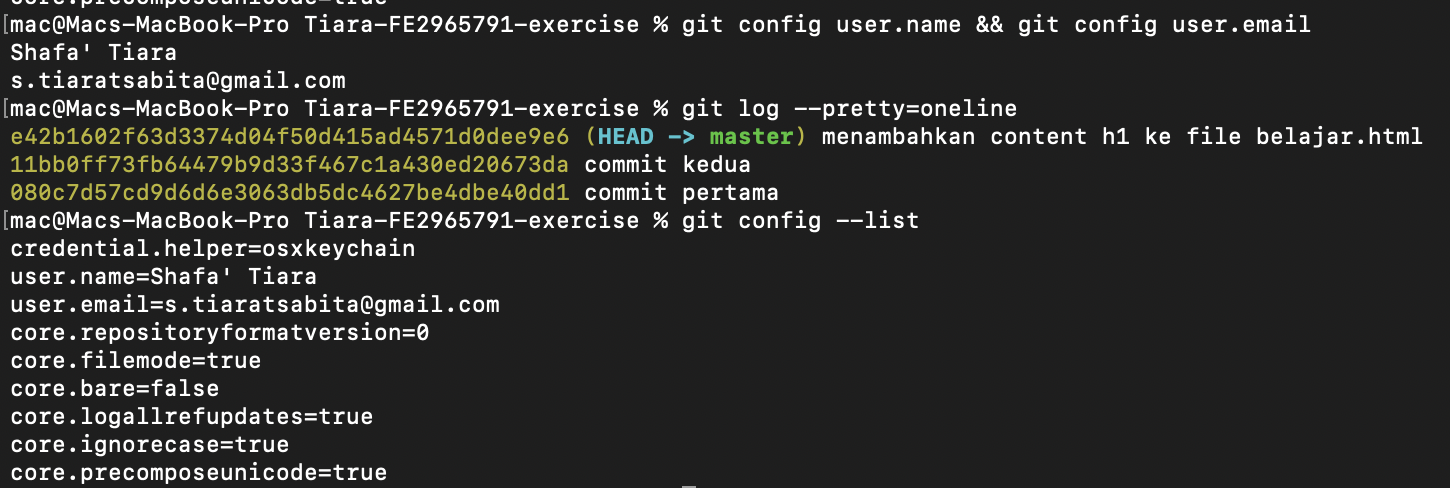 core.precomposeunicode=true
[mac@Macs-MacBook-Pro Tiara-FE2965791-exercise % git config user.name && git config user.email
Shafa' Tiara
s.tiaratsabita@gmail.com
[mac@Macs-MacBook-Pro Tiara-FE2965791-exercise % git log --pretty=oneline
e42b1602f63d3374d04f50d415ad4571d0dee9e6 (HEAD -> master) menambahkan content h1 ke file belajar.html
11bb0ff73fb64479b9d33f467c1a430ed20673da commit kedua
080c7d57cd9d6d6e3063db5dc4627be4dbe40dd1 commit pertama
[mac@Macs-MacBook-Pro Tiara-FE2965791-exercise % git config --list
credential.helper=osxkeychain
user.name=Shafa' Tiara
user.email=s.tiaratsabita@gmail.com
core.repositoryformatversion=0
core.filemode=true
core.bare=false
core.logallrefupdates=true
core.ignorecase=true
core.precomposeunicode=true